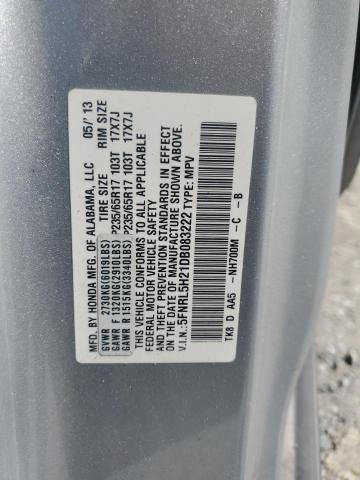 MFD. BY HONDA MFG. OF ALABAMA, LLC 05/'13
TIRE SIZE RIM SIZE
GVWR 2730KG(6019LBS)
GAWR F 1320KG(2910LBS) P235/65R17 103T 17X7J
GAWR R 1515KG(3340LBS) P235/65R17 103T 17X7J
THIS VEHICLE CONFORMS TO ALL APPLICABLE
FEDERAL MOTOR VEHICLE SAFETY
AND THEFT PREVENTION STANDARDS IN EFFECT
ON THE DATE OF MANUFACTURE SHOWN ABOVE.
V.I.N.:5FNRL5H21DB083222 TYPE: MPV
TK8 D AA5 -NH700M -C -B